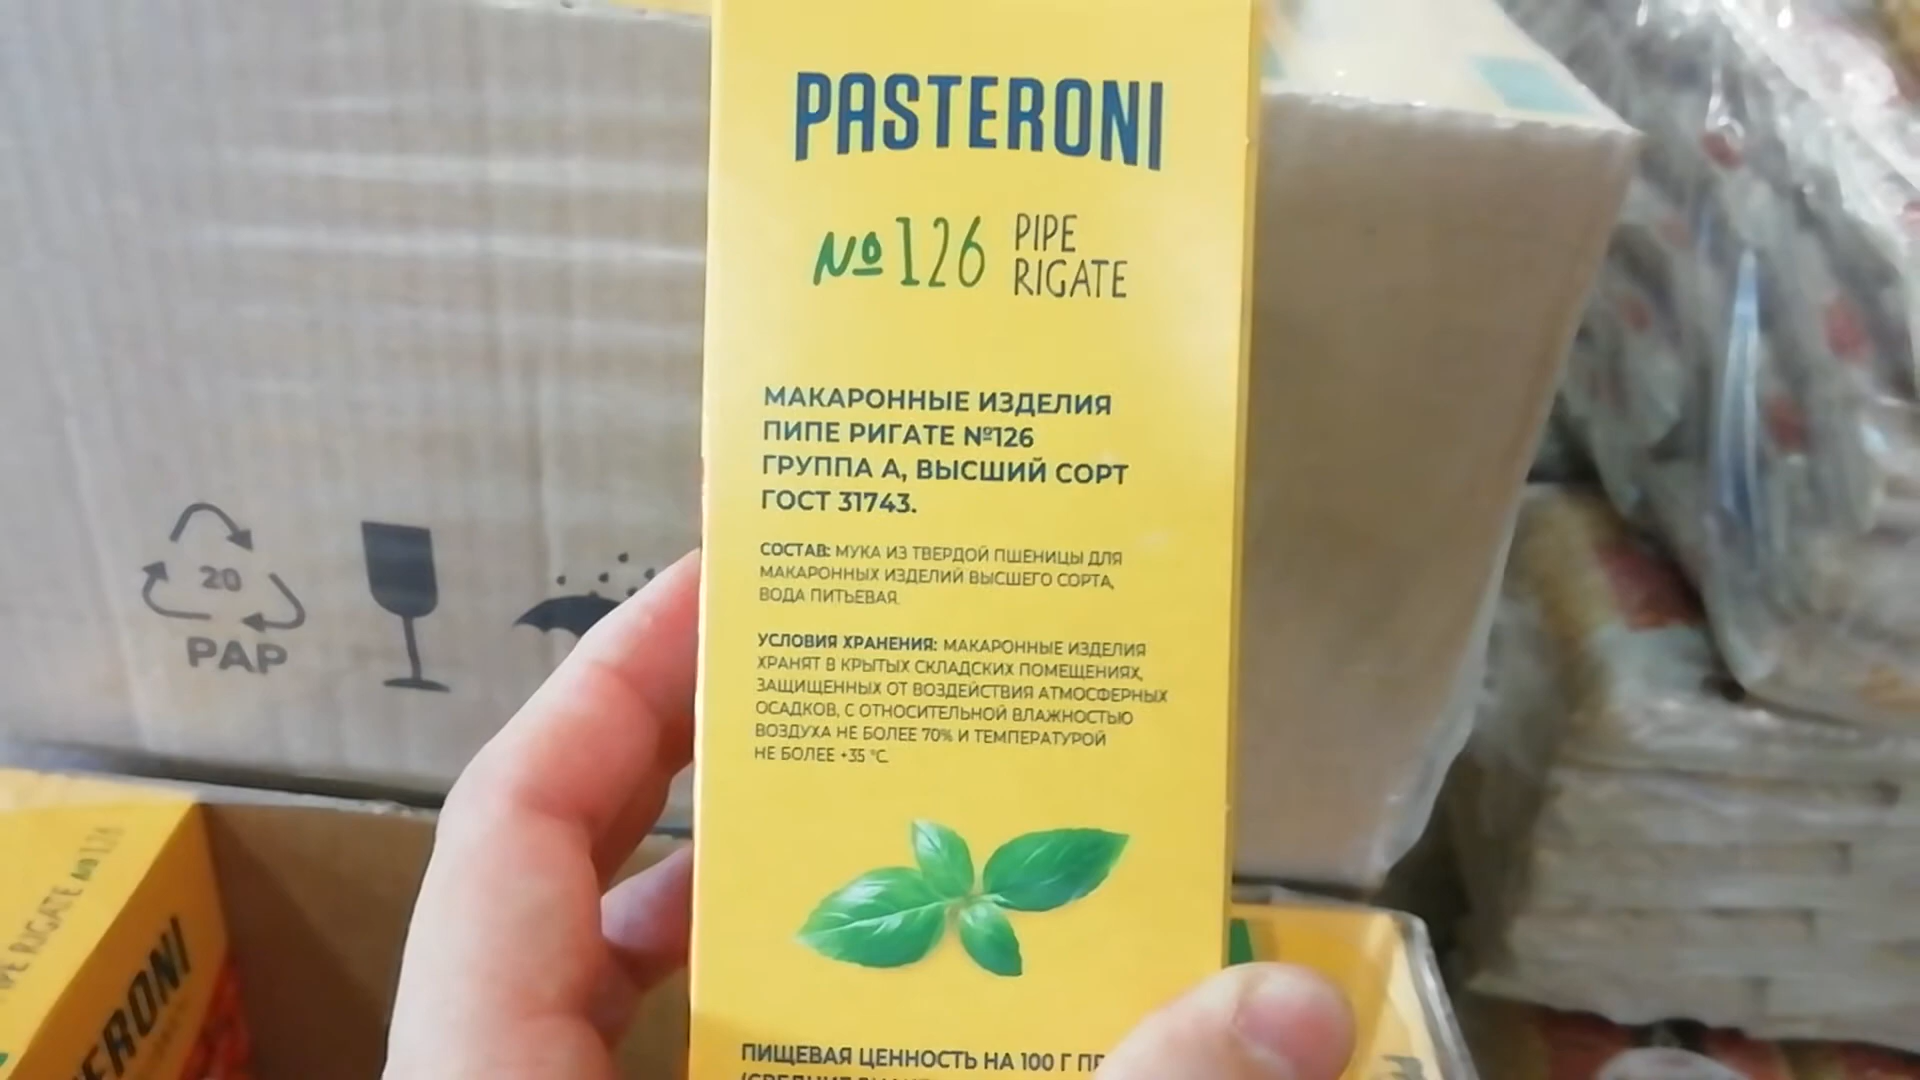 PASTERONI
№126 PIPE
RIGATE
МАКАРОННЫЕ ИЗДЕЛИЯ
ПИПЕ РИГАТЕ №126
ГРУППА А, ВЫСШИЙ СОРТ
ГОСТ 31743.
СОСТАВ: МУКА ИЗ ТВЕРДОЙ ПШЕНИЦЫ ДЛЯ
МАКАРОННЫХ ИЗДЕЛИЙ ВЫСШЕГО СОРТА,
ВОДА ПИТЬЕВАЯ.
УСЛОВИЯ ХРАНЕНИЯ: МАКАРОННЫЕ ИЗДЕЛИЯ
ХРАНЯТ В КРЫТЫХ СКЛАДСКИХ ПОМЕЩЕНИЯХ,
ЗАЩИЩЕННЫХ ОТ ВОЗДЕЙСТВИЯ АТМОСФЕРНЫХ
ОСАДКОВ, С ОТНОСИТЕЛЬНОЙ ВЛАЖНОСТЬЮ
ВОЗДУХА НЕ БОЛЕЕ 70% И ТЕМПЕРАТУРОЙ
НЕ БОЛЕЕ +35 °С.
ПИЩЕВАЯ ЦЕННОСТЬ НА 100 Г
20
PAP
RIGATE №126
ERONI